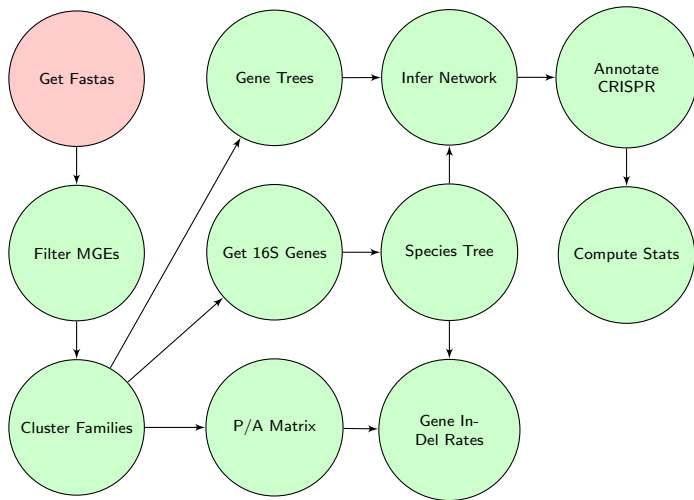 Get Fastas
Gene Trees
Infer Network
Annotate
CRISPR
Filter MGEs
Get 16S Genes
Species Tree
Compute Stats
Cluster Families
P/A Matrix
Gene In-
Del Rates